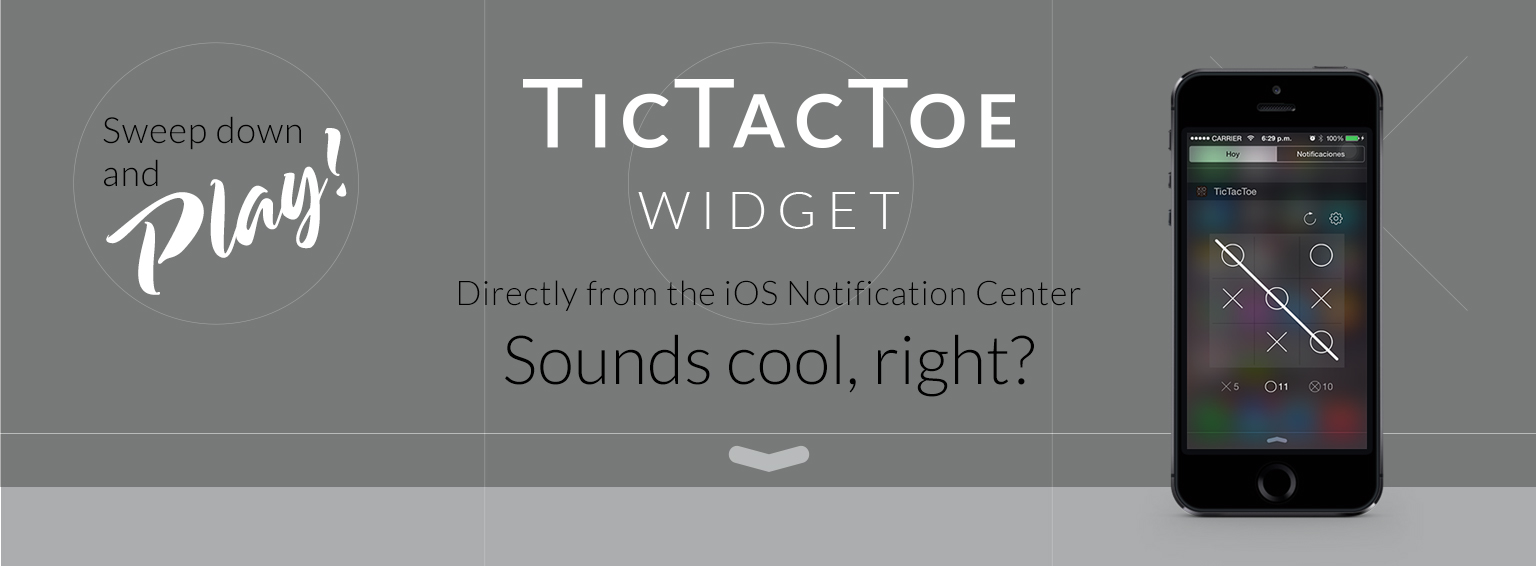 Sweep down
and
Play!
TicTacToe
WIDGET
Directly from the iOS Notification Center
Sounds cool, right?
CARRIER 6:29 p.m. 100%
Hoy Notificaciones
TicTacToe
5 11 10